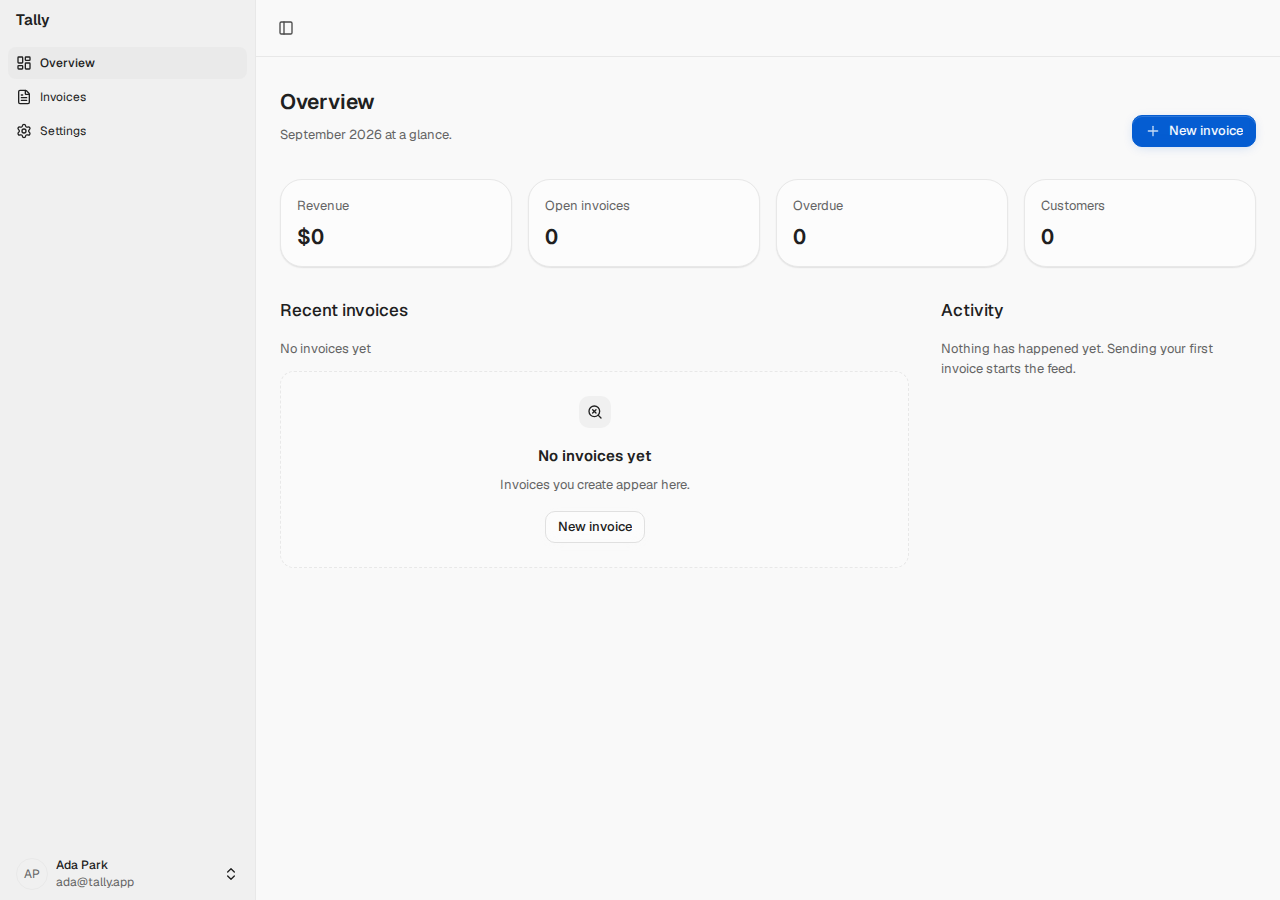 Tally
Overview
Invoices
Settings
Overview
September 2026 at a glance.
New invoice
Revenue
$0
Open invoices
0
Overdue
0
Customers
0
Recent invoices
No invoices yet
No invoices yet
Invoices you create appear here.
New invoice
Activity
Nothing has happened yet. Sending your first
invoice starts the feed.
AP
Ada Park
ada@tally.app